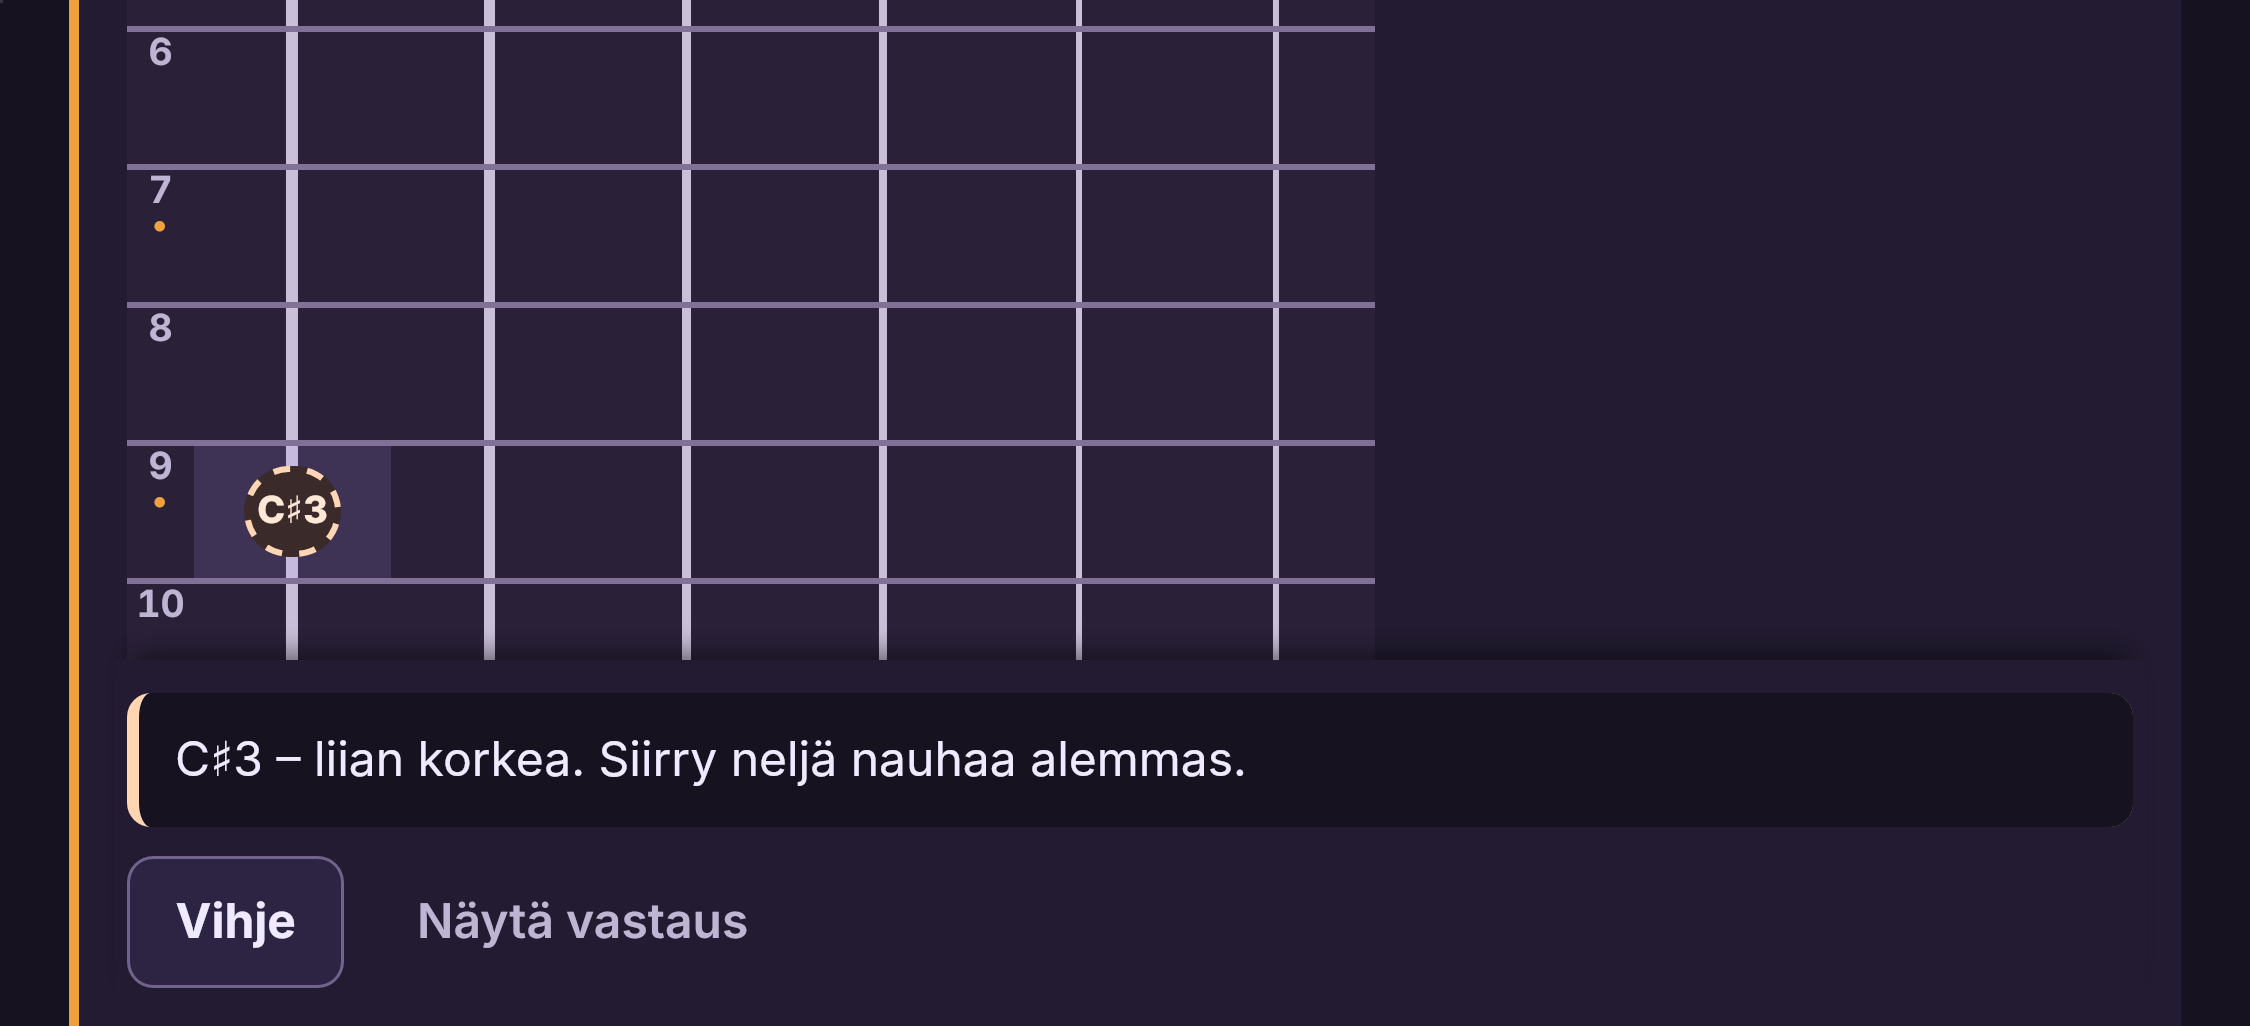 6
7
8
9
C♯3
10
C♯3 – liian korkea. Siirry neljä nauhaa alemmas.
Vihje
Näytä vastaus